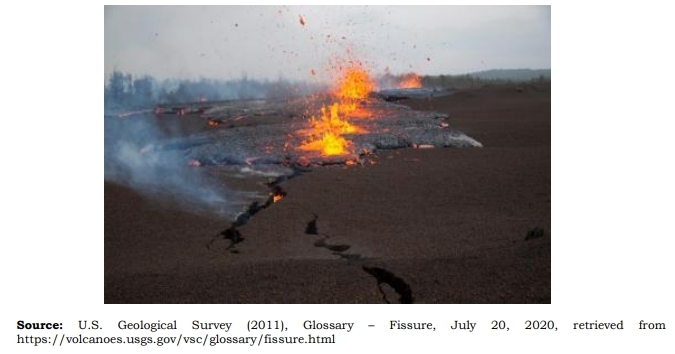 Source: U.S. Geological Survey (2011), Glossary – Fissure, July 20, 2020, retrieved from
https://volcanoes.usgs.gov/vsc/glossary/fissure.html